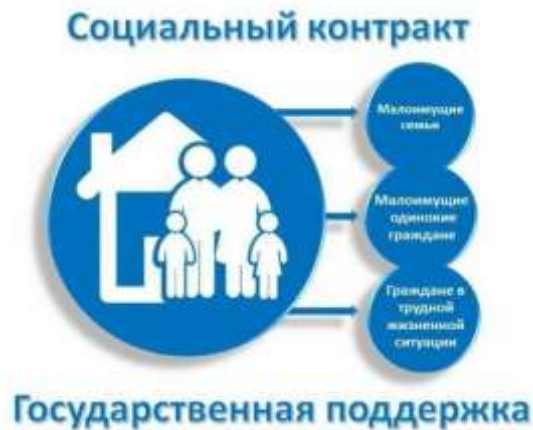 Социальный контракт
Малоимущие
семьи
Малоимущие
одинокие
граждане
Граждане в
трудной
жизненной
ситуации
Государственная поддержка